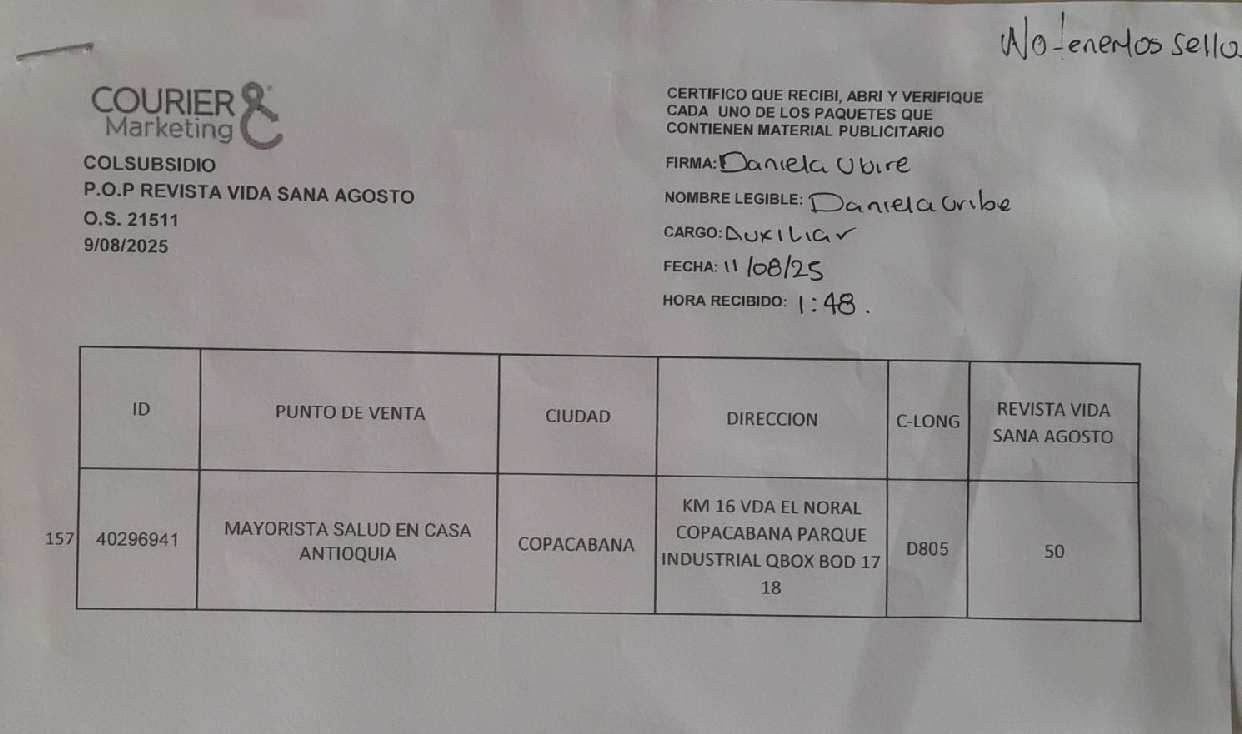 No tenemos sello
COURIER &
Marketing
COLSUBSIDIO
P.O.P REVISTA VIDA SANA AGOSTO
O.S. 21511
9/08/2025
CERTIFICO QUE RECIBI, ABRI Y VERIFIQUE
CADA UNO DE LOS PAQUETES QUE
CONTIENEN MATERIAL PUBLICITARIO
FIRMA: Daniela Ubire
NOMBRE LEGIBLE: Daniela Uribe
CARGO: Auxiliar
FECHA: 11/08/25
HORA RECIBIDO: 1:48.
ID
PUNTO DE VENTA
CIUDAD
DIRECCION
C-LONG
REVISTA VIDA
SANA AGOSTO
157
40296941
MAYORISTA SALUD EN CASA
ANTIOQUIA
COPACABANA
KM 16 VDA EL NORAL
COPACABANA PARQUE
INDUSTRIAL QBOX BOD 17
18
D805
50